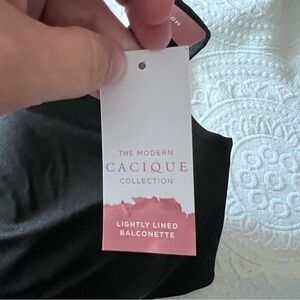 THE MODERN
CACIQUE
COLLECTION
LIGHTLY LINED
BALCONETTE